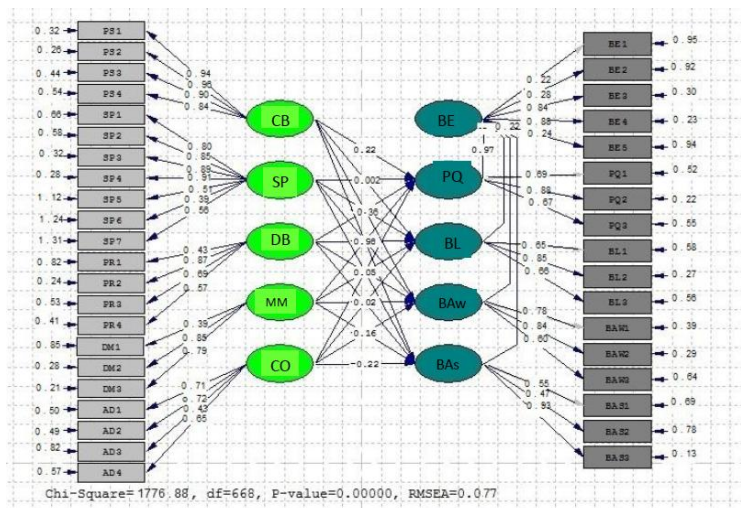 0.32 PS1
0.26 PS2
0.44 PS3
0.54 PS4
0.66 SP1
0.58 SP2
0.32 SP3
0.28 SP4
1.12 SP5
1.24 SP6
1.31 SP7
0.82 PR1
0.24 PR2
0.53 PR3
0.41 PR4
0.85 DM1
0.28 DM2
0.21 DM3
0.50 AD1
0.49 AD2
0.82 AD3
0.57 AD4
0.94
0.90
0.84
0.80
0.85
0.89
0.91
0.39
0.56
0.43
0.87
0.69
0.57
0.39
0.85
0.79
0.71
0.72
0.43
0.65
CB
SP
DB
MM
CO
0.22
0.002
0.36
0.98
0.05
0.02
0.16
-0.22
BE
PQ
BL
BAw
BAs
0.22
0.97
0.22
0.28
0.84
0.88
0.24
0.69
0.88
0.67
0.65
0.85
0.66
0.78
0.84
0.60
0.55
0.47
0.93
BE1 0.95
BE2 0.92
BE3 0.30
BE4 0.23
BE5 0.94
PQ1 0.52
PQ2 0.22
PQ3 0.55
BL1 0.58
BL2 0.27
BL3 0.56
BAW1 0.39
BAW2 0.29
BAW3 0.64
BAS1 0.69
BAS2 0.78
BAS3 0.13
Chi-Square=1776.88, df=668, P-value=0.00000, RMSEA=0.077